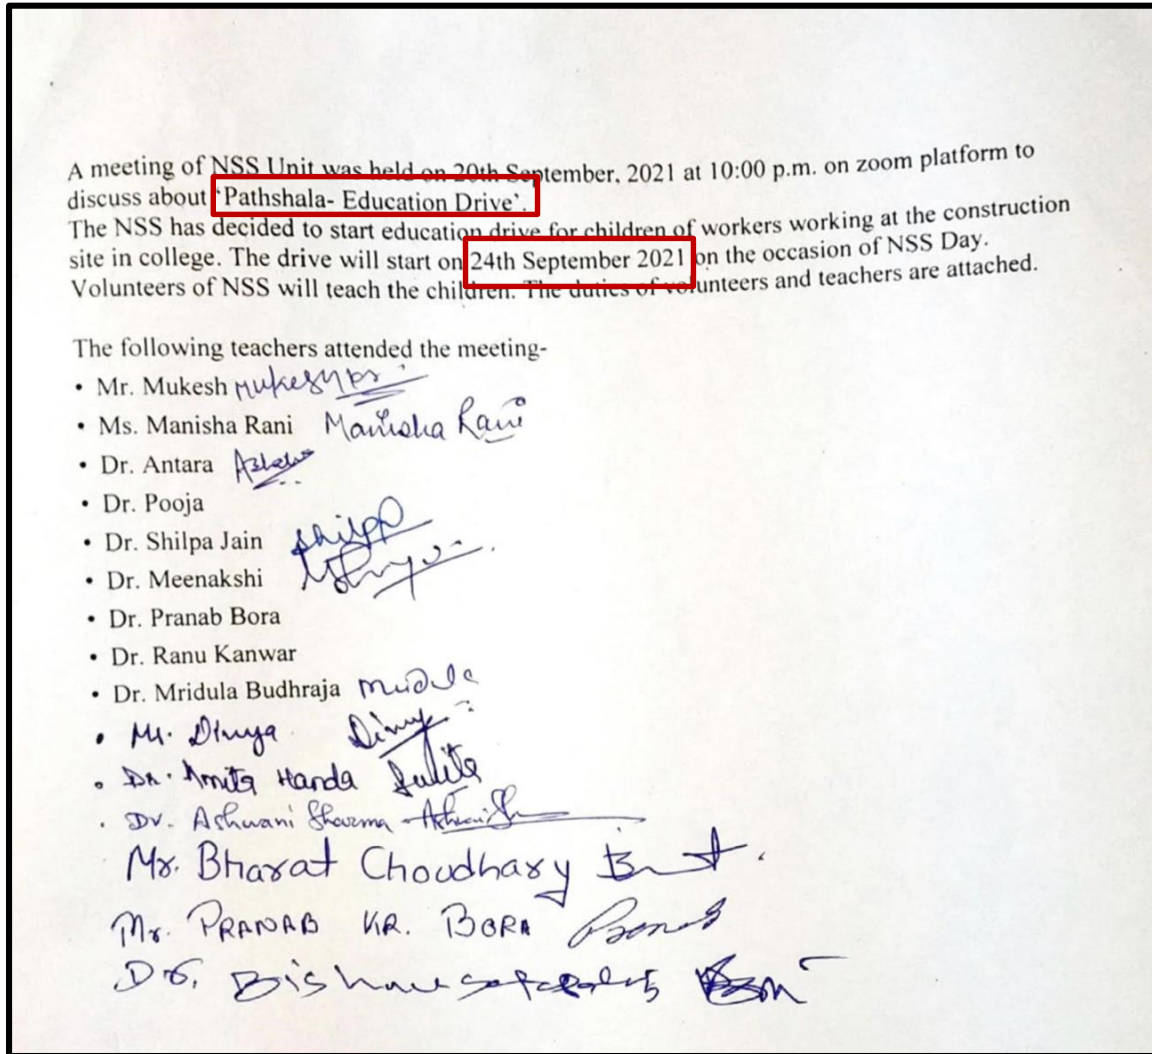 A meeting of NSS Unit was held on 20th September, 2021 at 10:00 p.m. on zoom platform to
discuss about 'Pathshala- Education Drive'.
The NSS has decided to start education drive for children of workers working at the construction
site in college. The drive will start on 24th September 2021 on the occasion of NSS Day.
Volunteers of NSS will teach the children. The duties of volunteers and teachers are attached.
The following teachers attended the meeting-
• Mr. Mukesh
• Ms. Manisha Rani Manisha Rani
• Dr. Antara
• Dr. Pooja
• Dr. Shilpa Jain Shilpa
• Dr. Meenakshi
• Dr. Pranab Bora
• Dr. Ranu Kanwar
• Dr. Mridula Budhraja Mridula
• Ms. Divya Divya
• Dr. Amita Handa
. Dr. Ashwani Sharma
Mr. Bharat Choudhary
Mr. PRANAB KR. BORA
Dr.